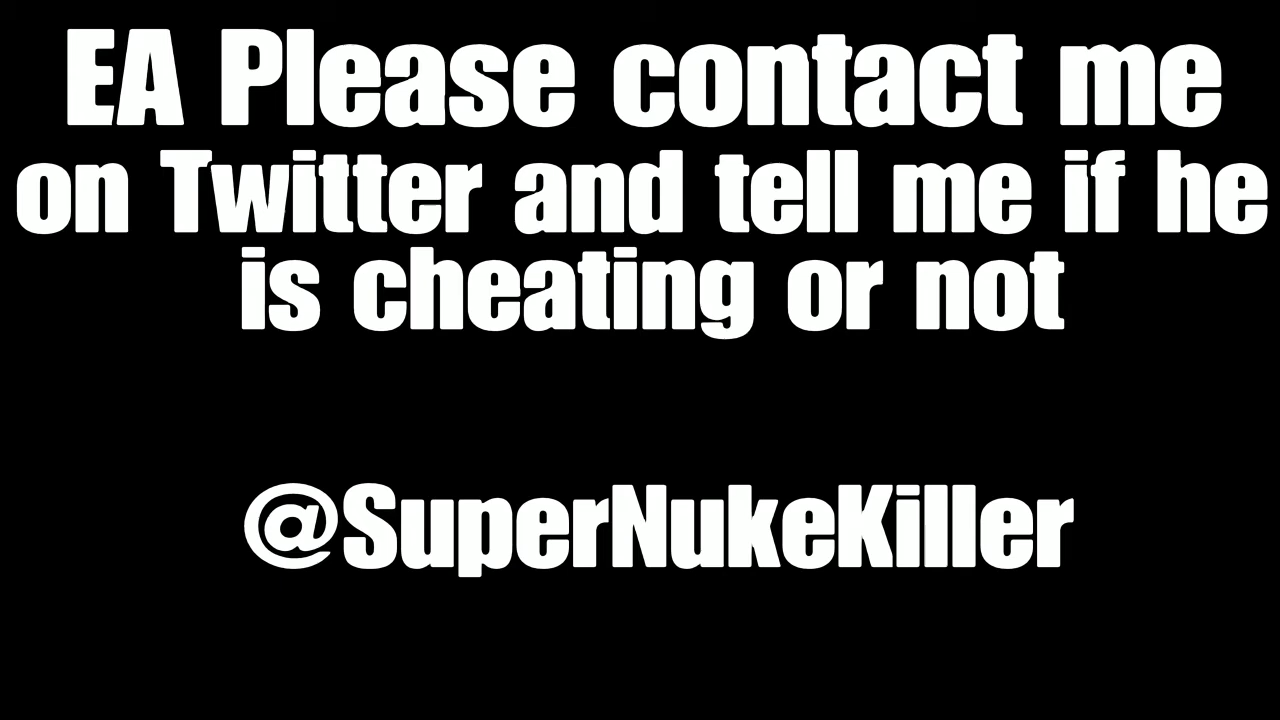 EA Please contact me
on Twitter and tell me if he
is cheating or not
@SuperNukeKiller